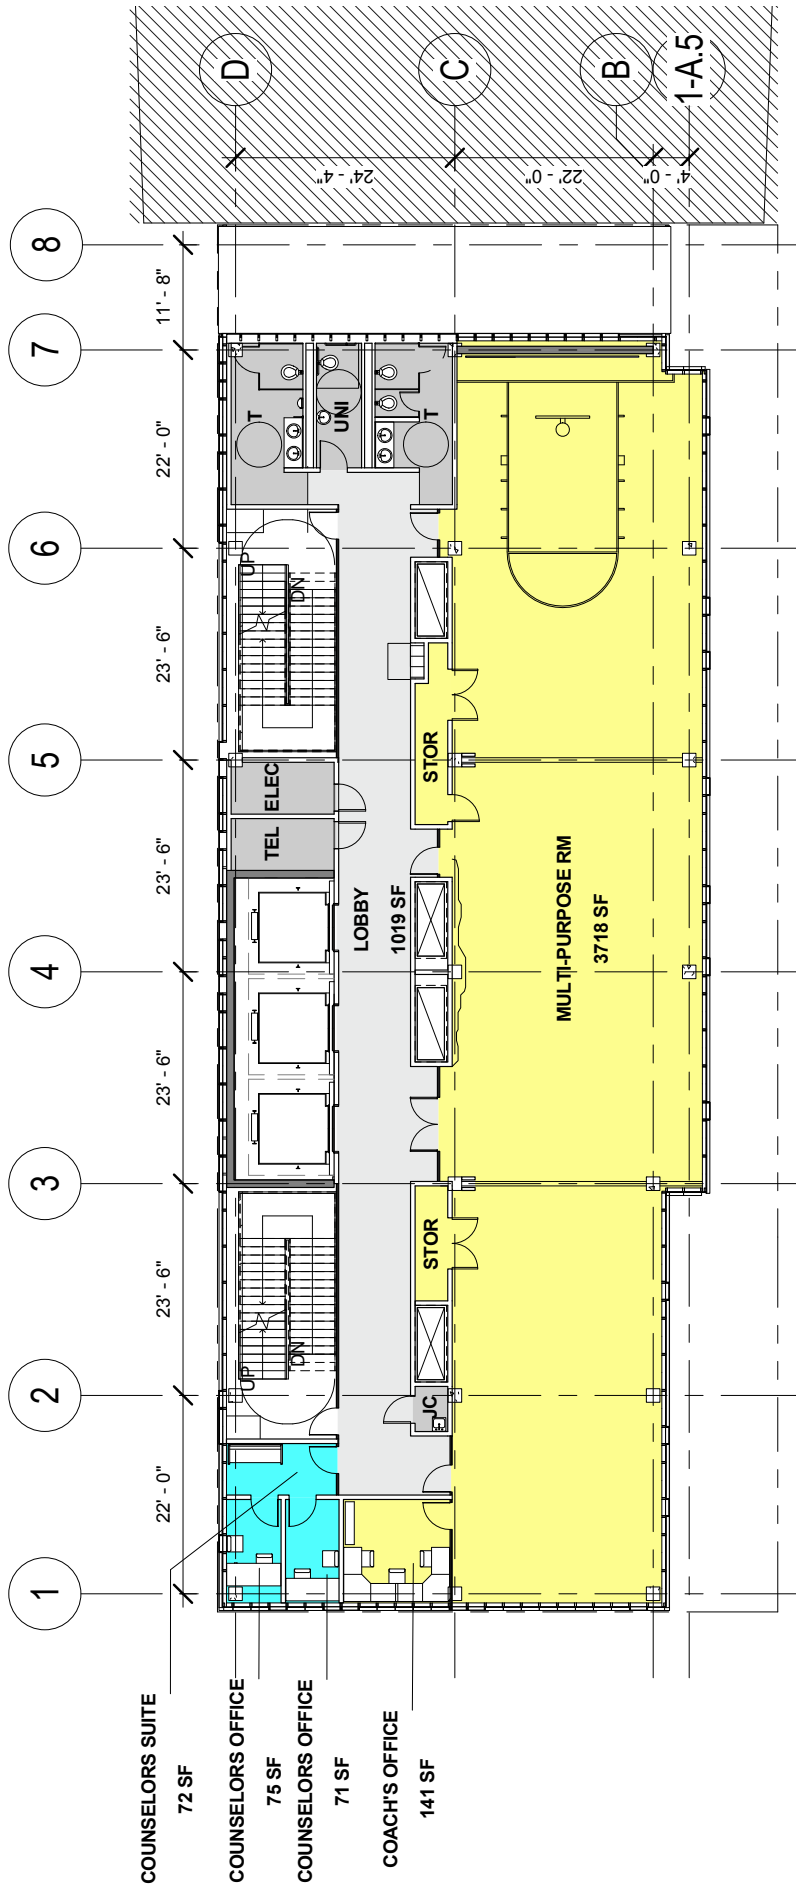 1
2
3
4
5
6
7
8
22' - 0"
23' - 6"
23' - 6"
23' - 6"
23' - 6"
22' - 0"
11' - 8"
D
C
B
1-A.5
24' - 4"
22' - 0"
4' - 0"
COUNSELORS SUITE
72 SF
COUNSELORS OFFICE
75 SF
COUNSELORS OFFICE
71 SF
COACH'S OFFICE
141 SF
UP
DN
JC
STOR
LOBBY
1019 SF
TEL
ELEC
STOR
UP
DN
T
UNI
T
MULTI-PURPOSE RM
3718 SF